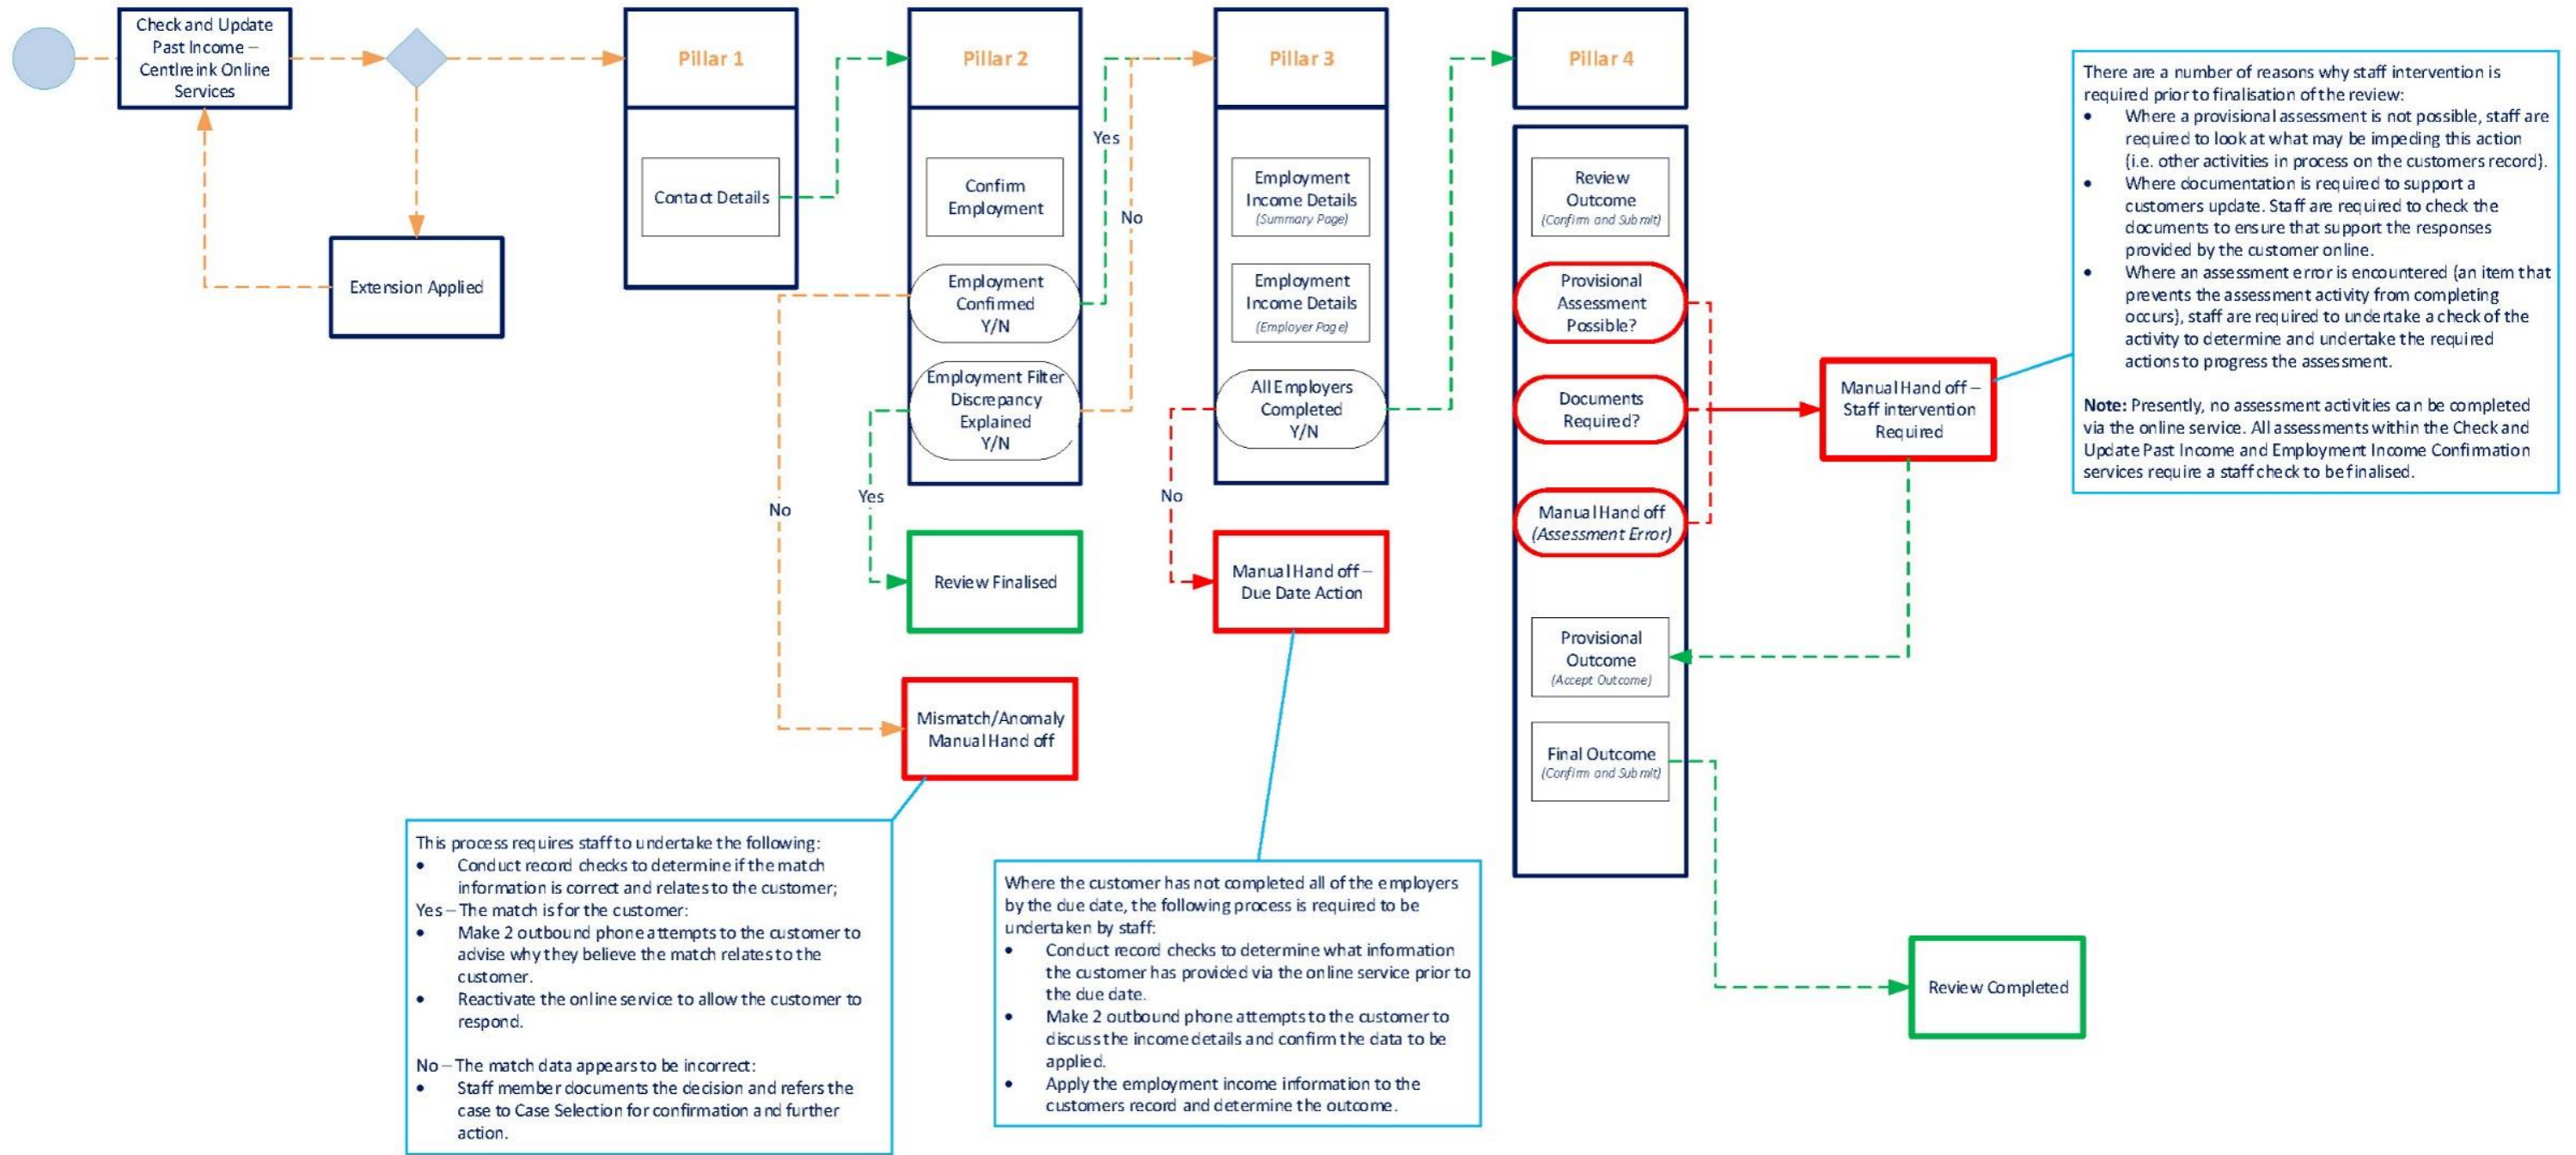 Check and Update
Past Income –
Centlreink Online
Services
Pillar 1
Contact Details
Extension Applied
Pillar 2
Confirm
Employment
Employment
Confirmed
Y/N
Employment Filter
Discrepancy
Explained
Y/N
Yes
No
No
Yes
Review Finalised
Mismatch/Anomaly
Manual Hand off
Pillar 3
Employment
Income Details
(Summary Page)
Employment
Income Details
(Employer Page)
All Employers
Completed
Y/N
No
Manual Hand off –
Due Date Action
Pillar 4
Review
Outcome
(Confirm and Submit)
Provisional
Assessment
Possible?
Documents
Required?
Manual Hand off
(Assessment Error)
Provisional
Outcome
(Accept Outcome)
Final Outcome
(Confirm and Submit)
Manual Hand off –
Staff intervention
Required
Review Completed
There are a number of reasons why staff intervention is
required prior to finalisation of the review:
• Where a provisional assessment is not possible, staff are
required to look at what may be impeding this action
(i.e. other activities in process on the customers record).
• Where documentation is required to support a
customers update. Staff are required to check the
documents to ensure that support the responses
provided by the customer online.
• Where an assessment error is encountered (an item that
prevents the assessment activity from completing
occurs), staff are required to undertake a check of the
activity to determine and undertake the required
actions to progress the assessment.
Note: Presently, no assessment activities can be completed
via the online service. All assessments within the Check and
Update Past Income and Employment Income Confirmation
services require a staff check to be finalised.
This process requires staff to undertake the following:
• Conduct record checks to determine if the match
information is correct and relates to the customer;
Yes – The match is for the customer:
• Make 2 outbound phone attempts to the customer to
advise why they believe the match relates to the
customer.
• Reactivate the online service to allow the customer to
respond.
No – The match data appears to be incorrect:
• Staff member documents the decision and refers the
case to Case Selection for confirmation and further
action.
Where the customer has not completed all of the employers
by the due date, the following process is required to be
undertaken by staff:
• Conduct record checks to determine what information
the customer has provided via the online service prior to
the due date.
• Make 2 outbound phone attempts to the customer to
discuss the income details and confirm the data to be
applied.
• Apply the employment income information to the
customers record and determine the outcome.